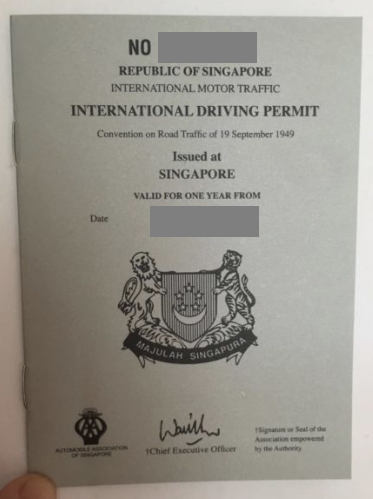 NO
REPUBLIC OF SINGAPORE
INTERNATIONAL MOTOR TRAFFIC
INTERNATIONAL DRIVING PERMIT
Convention on Road Traffic of 19 September 1949
Issued at
SINGAPORE
VALID FOR ONE YEAR FROM
Date
MAJULAH SINGAPURA
AUTOMOBILE ASSOCIATION
OF SINGAPORE
†Chief Executive Officer
†Signature or Seal of the
Association empowered
by the Authority